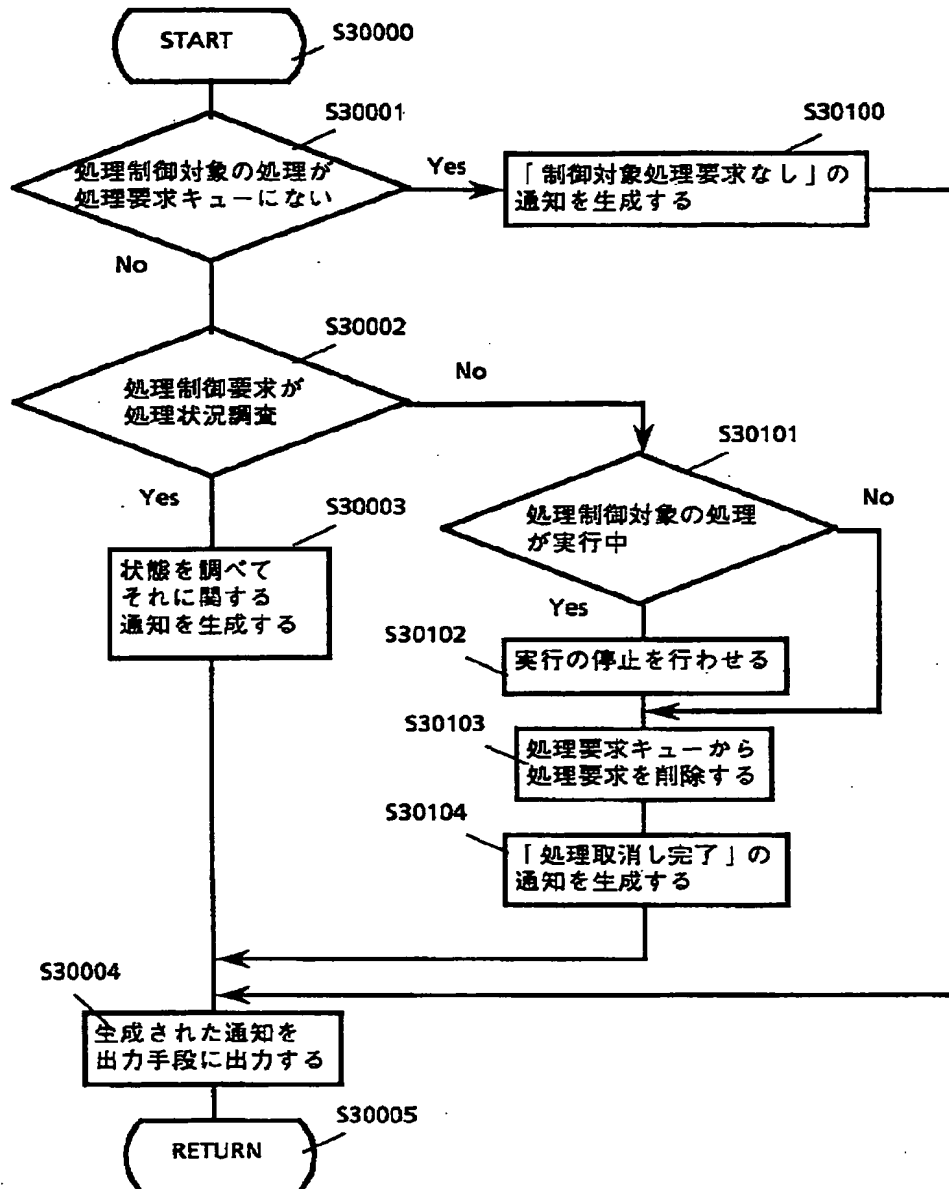 START
S30000
S30001
処理制御対象の処理が
処理要求キューにない
Yes
S30100
「制御対象処理要求なし」の
通知を生成する
No
S30002
処理制御要求が
処理状況調査
No
S30101
処理制御対象の処理
が実行中
No
Yes
S30003
状態を調べて
それに関する
通知を生成する
Yes
S30102
実行の停止を行わせる
S30103
処理要求キューから
処理要求を削除する
S30104
「処理取消し完了」の
通知を生成する
S30004
生成された通知を
出力手段に出力する
S30005
RETURN